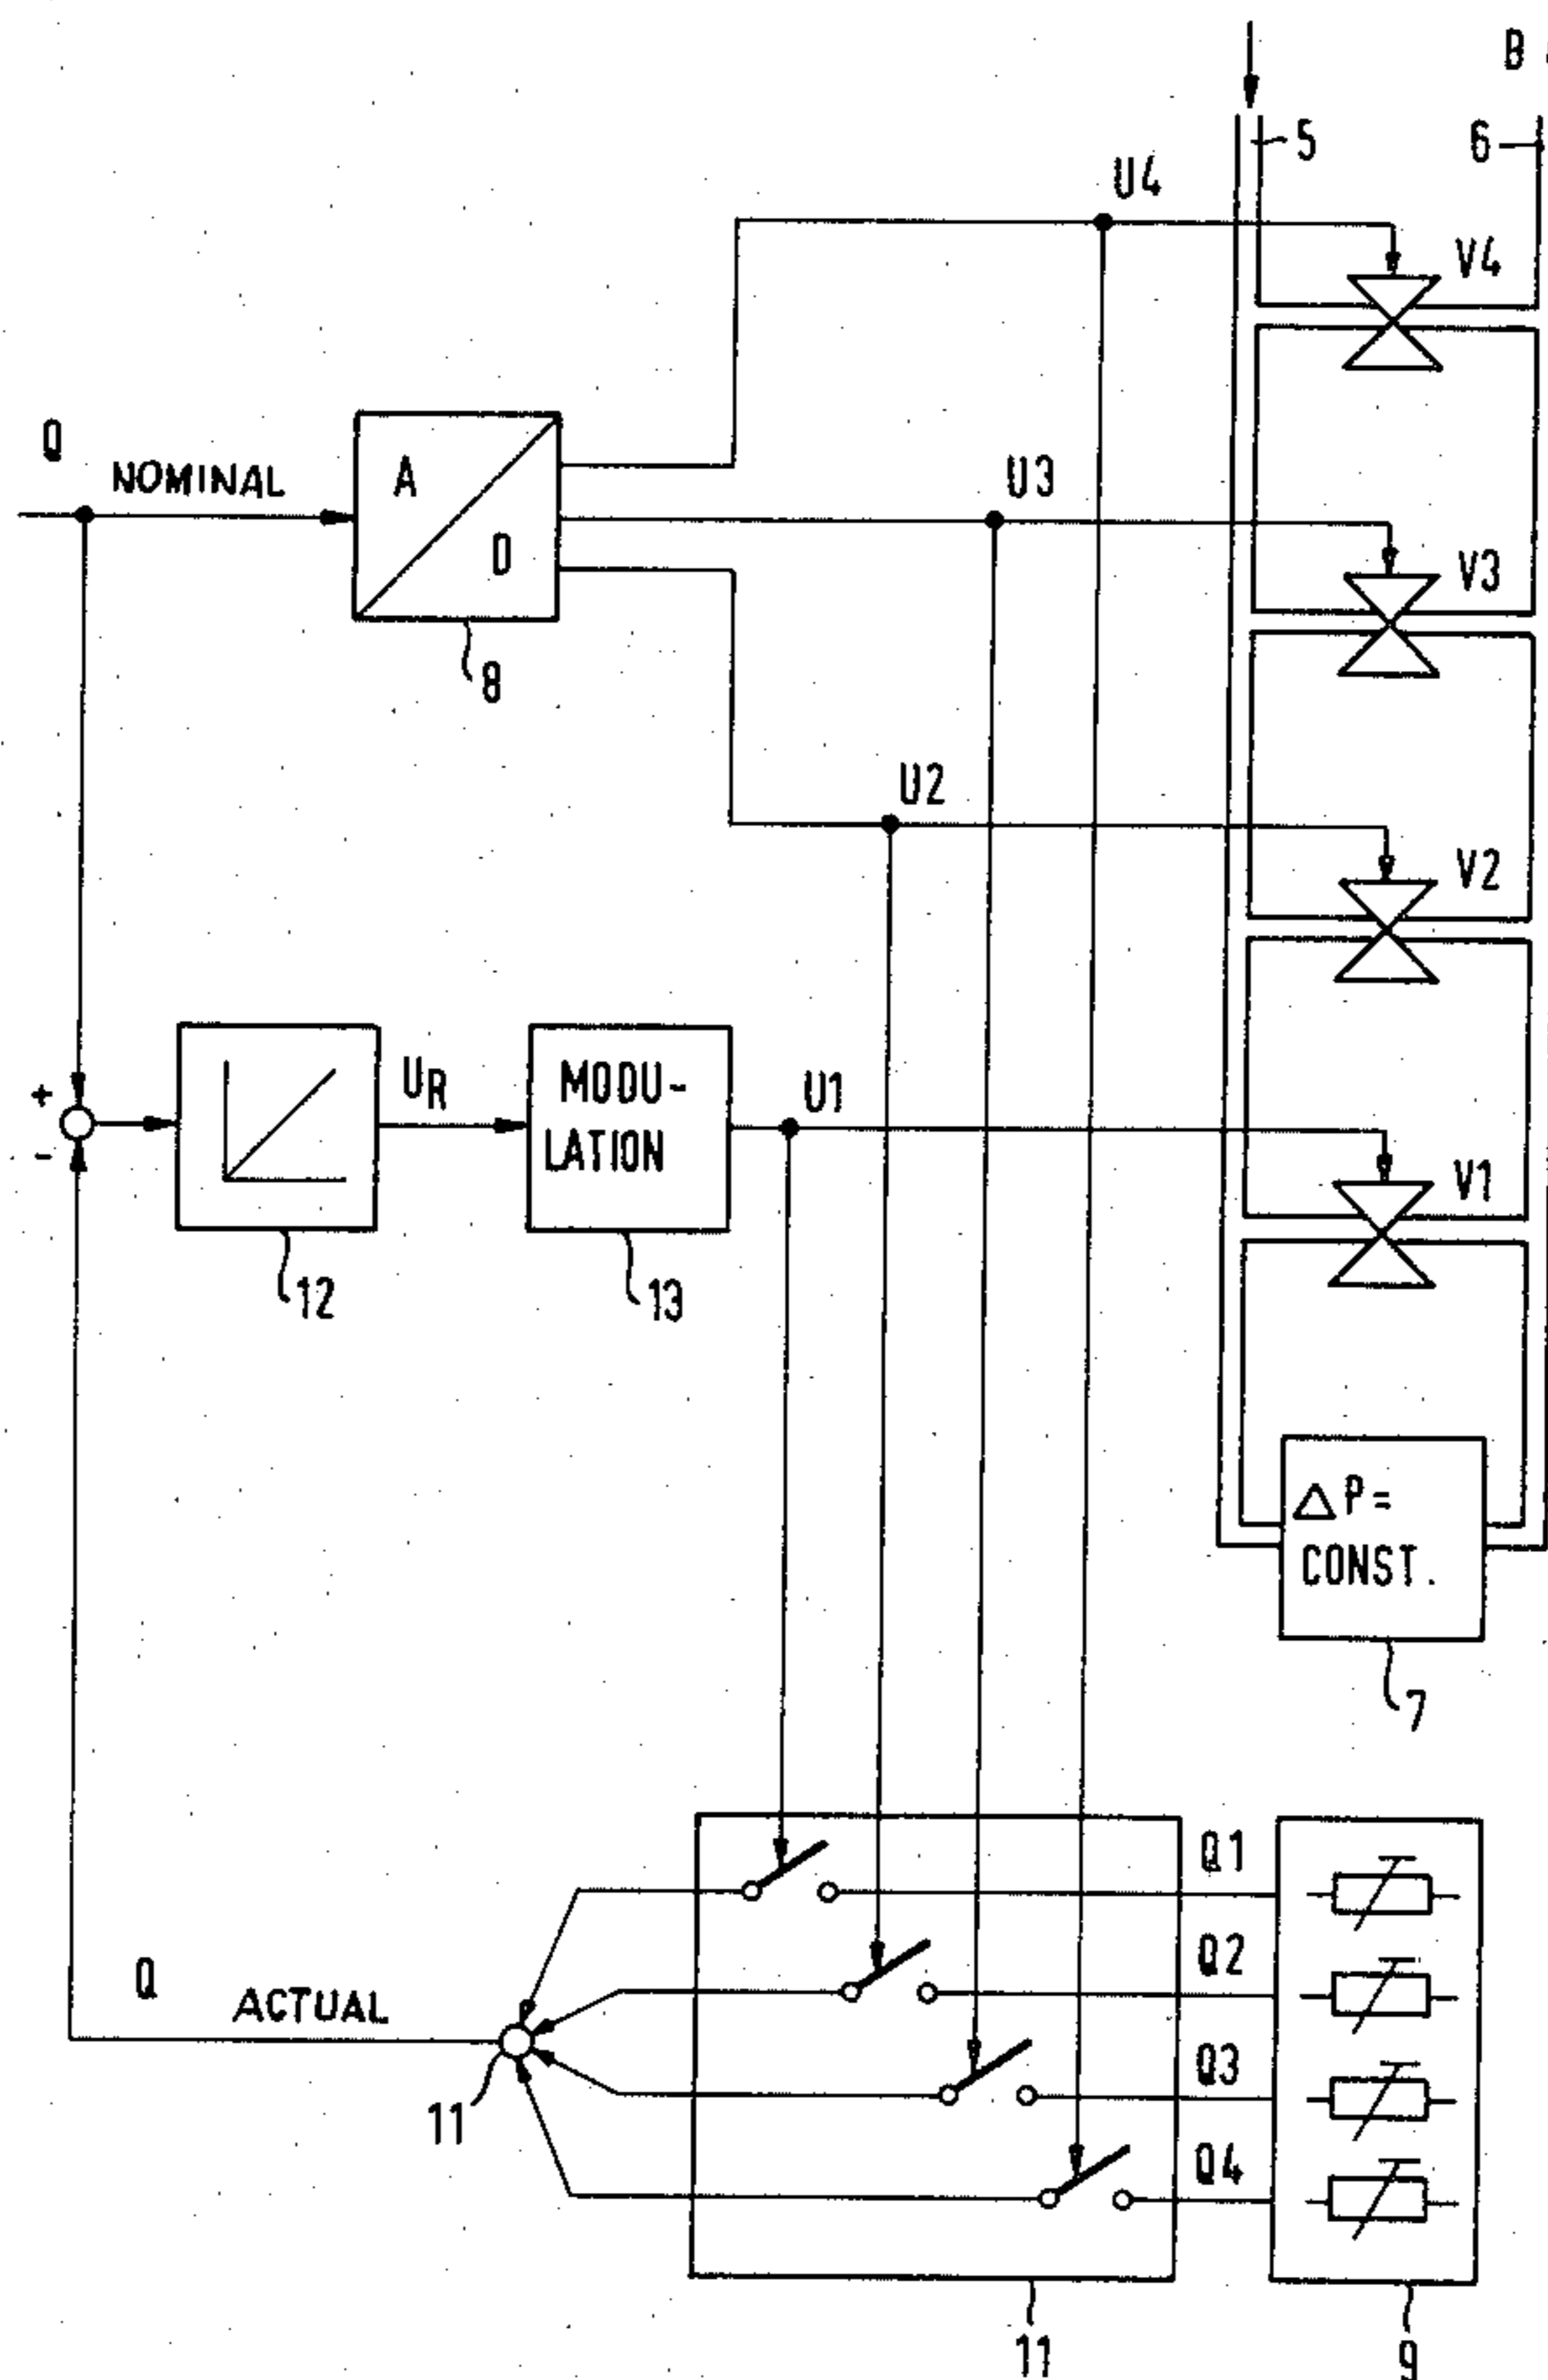 B
5
6
U4
V4
Q
NOMINAL
A
D
U3
V3
8
U2
V2
+
-
UR
MODU-
LATION
U1
V1
12
13
△ P=
CONST.
7
Q1
Q2
Q
ACTUAL
Q3
11
Q4
11
9